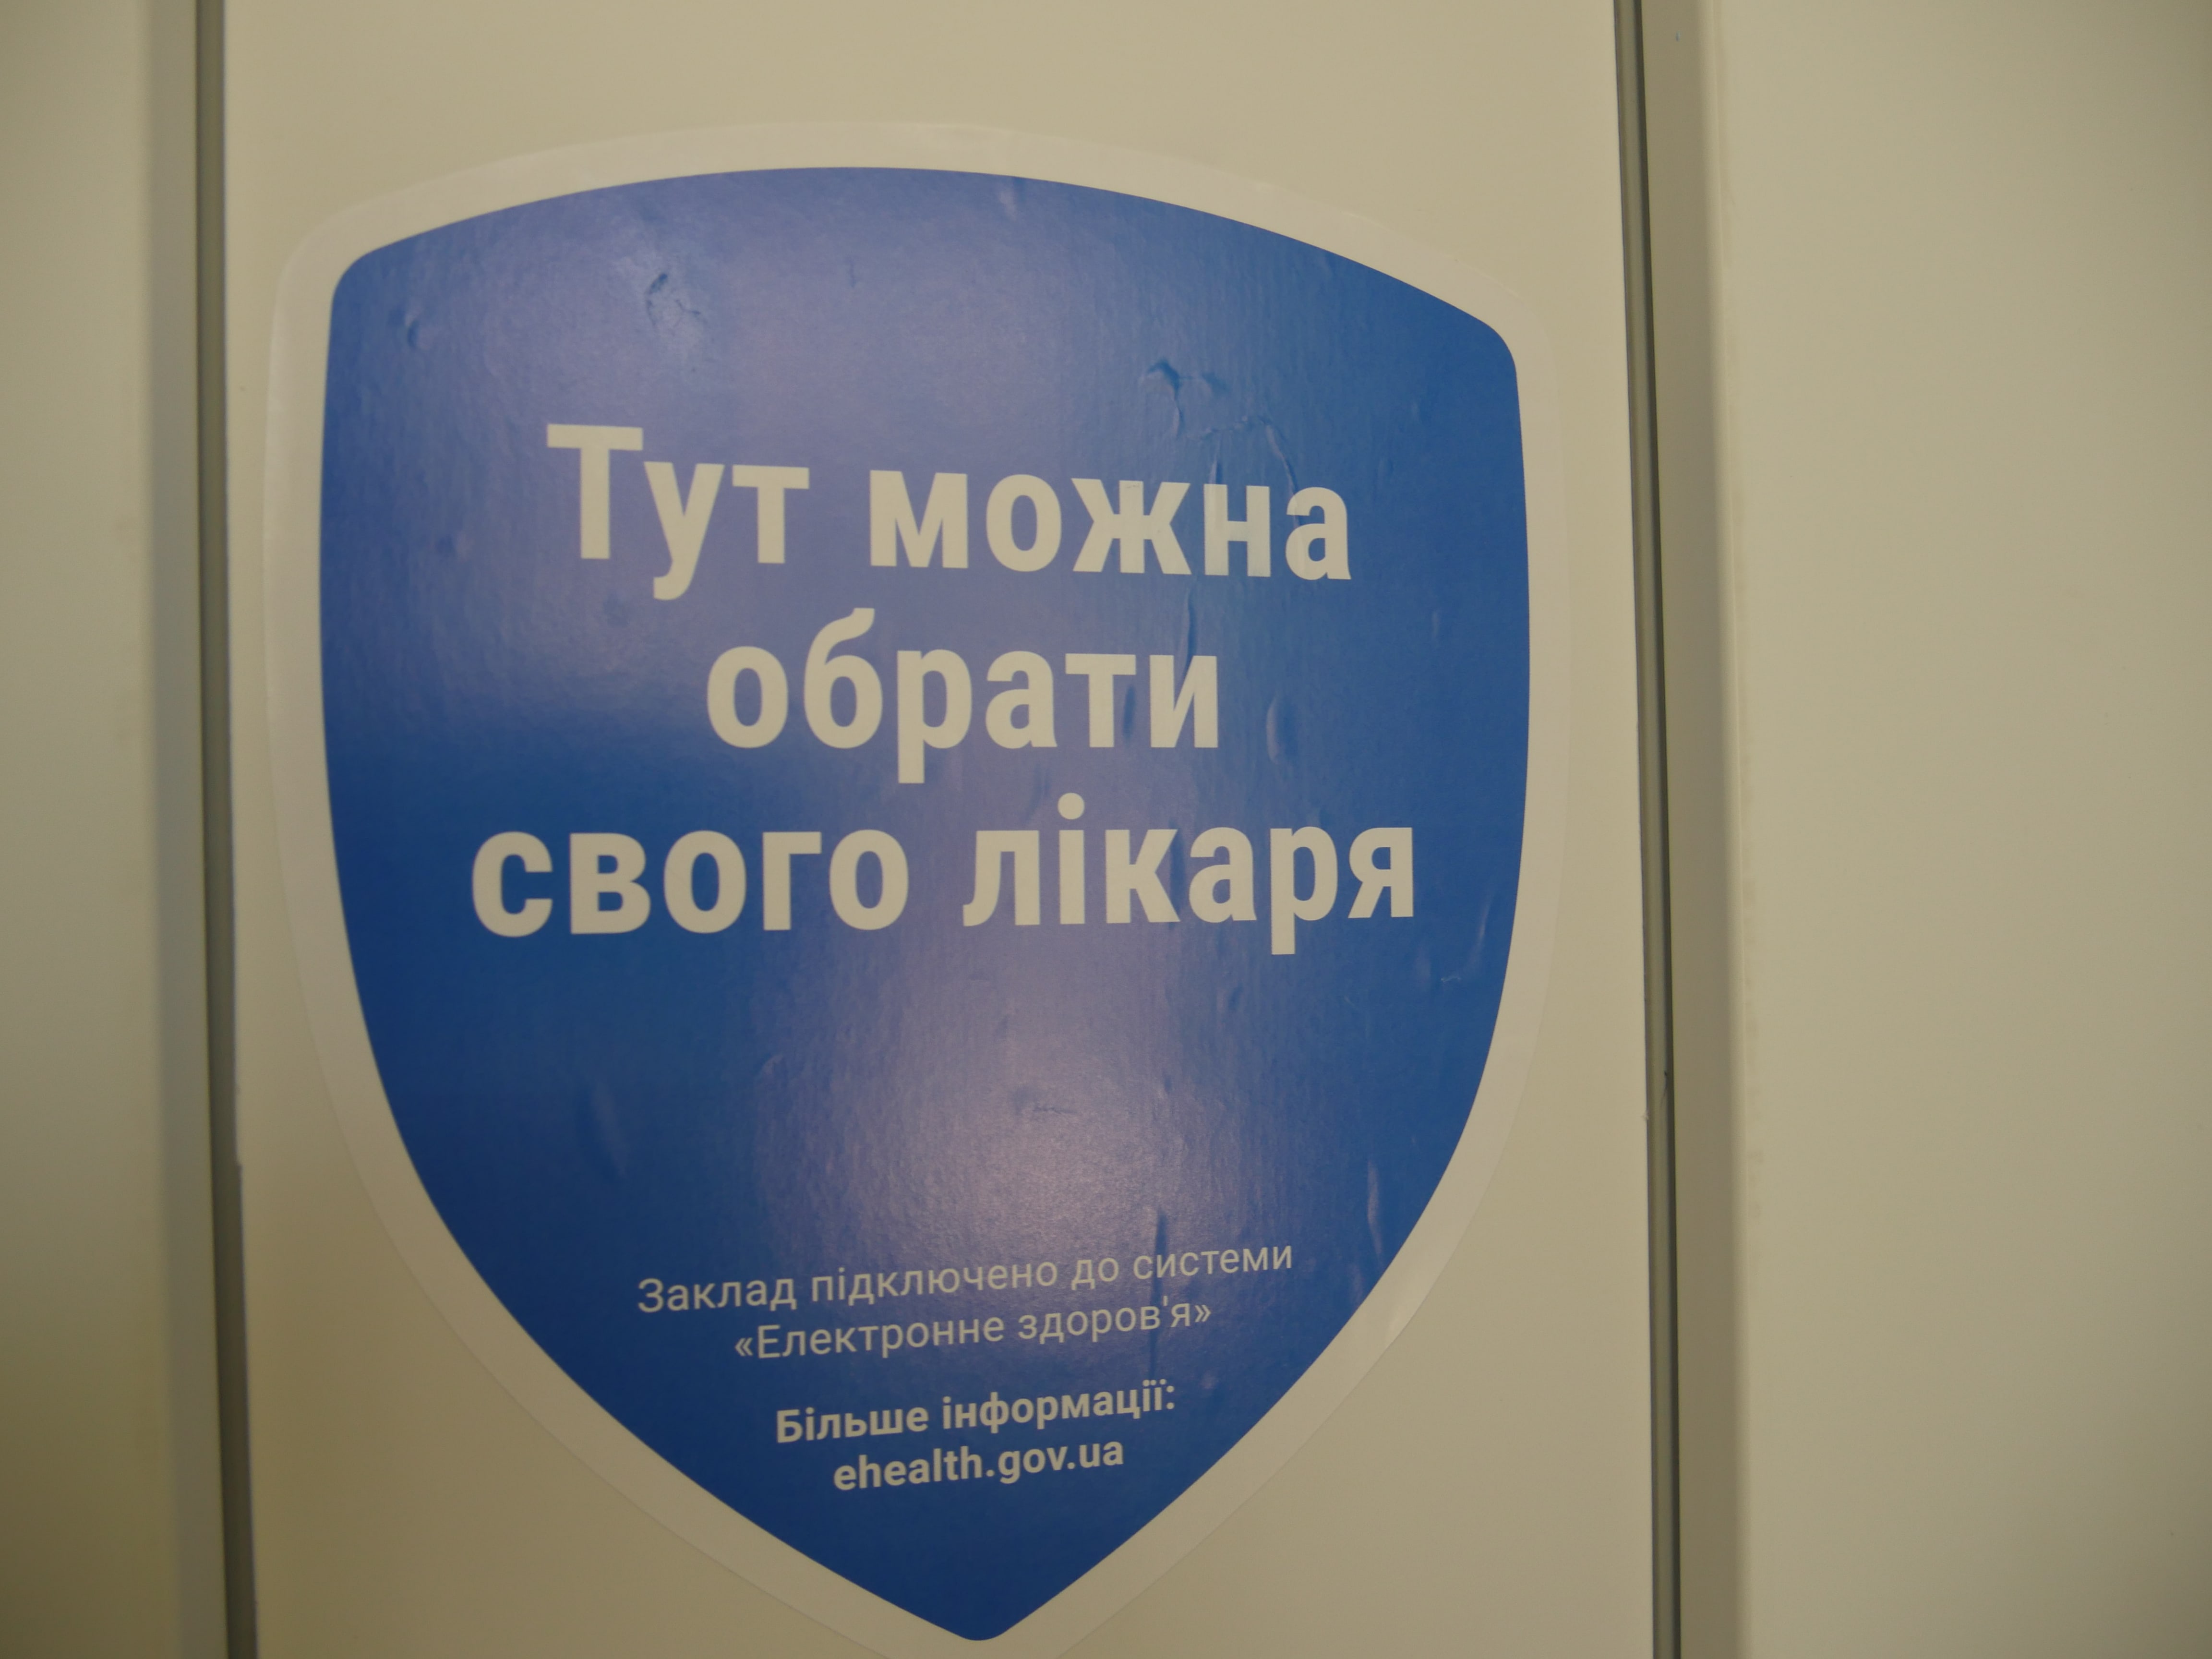 Тут можна
обрати
свого лікаря
Заклад підключено до системи
«Електронне здоров'я»
Більше інформації:
ehealth.gov.ua